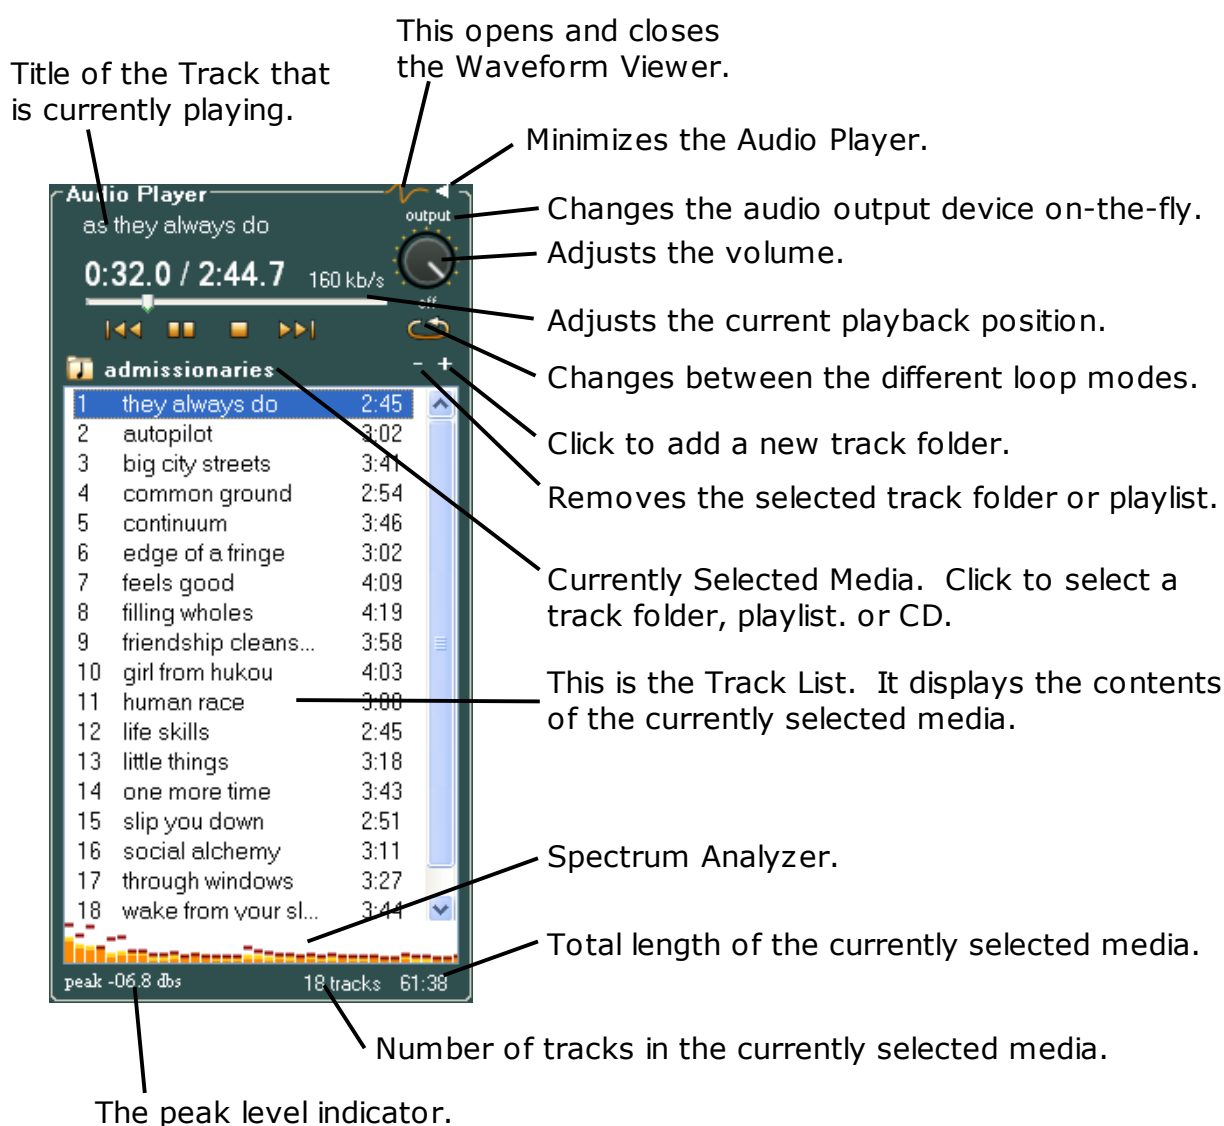 This opens and closes
the Waveform Viewer.
Title of the Track that
is currently playing.
Minimizes the Audio Player.
Audio Player
output
as they always do
Changes the audio output device on-the-fly.
Adjusts the volume.
0:32.0 / 2:44.7 160 kb/s
off
Adjusts the current playback position.
admissionaries - +
Changes between the different loop modes.
1 they always do 2:45
2 autopilot 3:02
Click to add a new track folder.
3 big city streets 3:41
4 common ground 2:54
Removes the selected track folder or playlist.
5 continuum 3:46
6 edge of a fringe 3:02
7 feels good 4:09
Currently Selected Media. Click to select a
track folder, playlist. or CD.
8 filling wholes 4:19
9 friendship cleans... 3:58
10 girl from hukou 4:03
This is the Track List. It displays the contents
of the currently selected media.
11 human race
12 life skills 2:45
13 little things 3:18
14 one more time 3:43
15 slip you down 2:51
16 social alchemy 3:11
Spectrum Analyzer.
17 through windows 3:27
18 wake from your sl... 3:44
Total length of the currently selected media.
peak -06.8 dbs 18 tracks 61:38
Number of tracks in the currently selected media.
The peak level indicator.